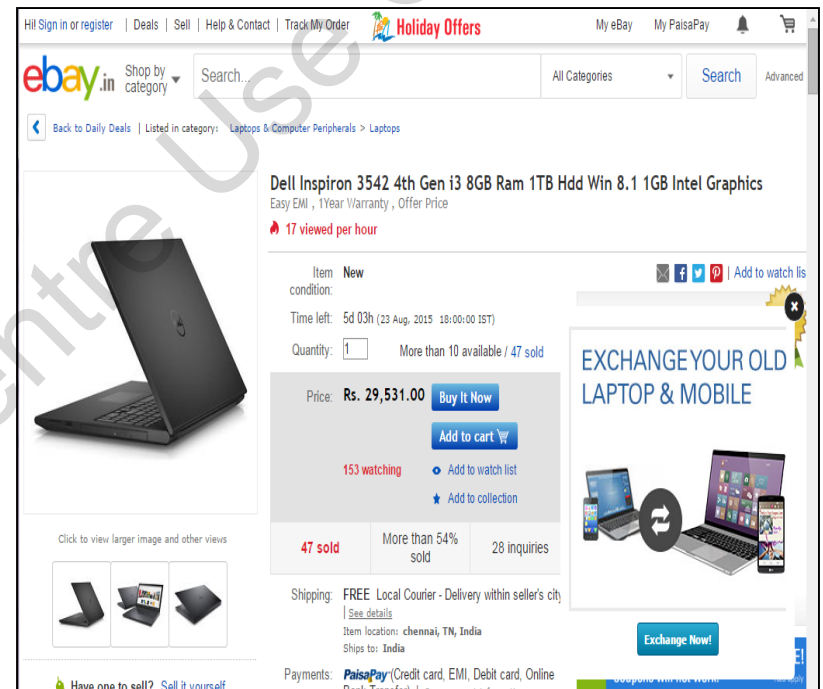 Hi! Sign in or register | Deals | Sell | Help & Contact | Track My Order Holiday Offers My eBay My PaisaPay
ebay.in Shop by category Search... All Categories Search Advanced
Back to Daily Deals | Listed in category: Laptops & Computer Peripherals > Laptops
Dell Inspiron 3542 4th Gen i3 8GB Ram 1TB Hdd Win 8.1 1GB Intel Graphics
Easy EMI , 1Year Warranty , Offer Price
17 viewed per hour
Item condition: New
Add to watch lis
Time left: 5d 03h (23 Aug, 2015 18:00:00 IST)
Quantity: 1 More than 10 available / 47 sold
Price: Rs. 29,531.00 Buy It Now
Add to cart
153 watching Add to watch list
Add to collection
47 sold More than 54% sold 28 inquiries
EXCHANGE YOUR OLD
LAPTOP & MOBILE
Exchange Now!
Click to view larger image and other views
Shipping: FREE Local Courier - Delivery within seller's city
| See details
Item location: chennai, TN, India
Ships to: India
Payments: PaisaPay (Credit card, EMI, Debit card, Online
Have one to sell? Sell it yourself
entre Use